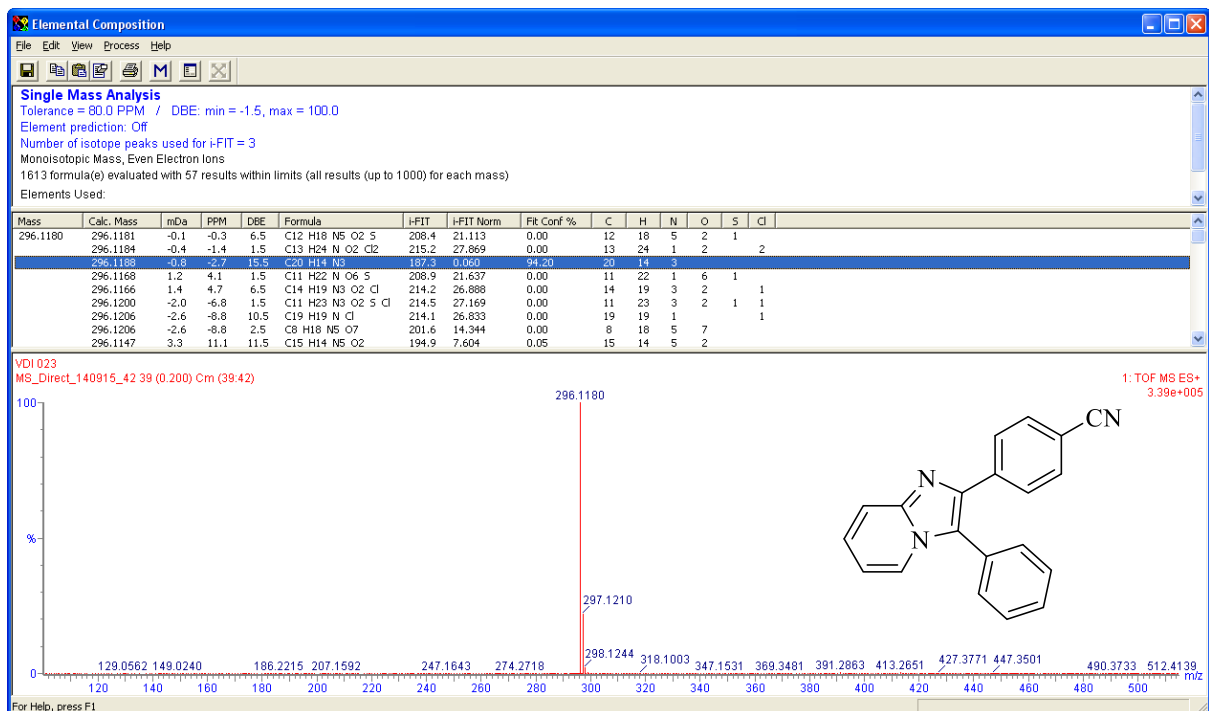 Elemental Composition
File Edit View Process Help
M
Single Mass Analysis
Tolerance = 80.0 PPM / DBE: min = -1.5, max = 100.0
Element prediction: Off
Number of isotope peaks used for i-FIT = 3
Monoisotopic Mass, Even Electron Ions
1613 formula(e) evaluated with 57 results within limits (all results (up to 1000) for each mass)
Elements Used:
Mass Calc. Mass mDa PPM DBE Formula i-FIT i-FIT Norm Fit Conf % C H N O S Cl
296.1180 296.1181 -0.1 -0.3 6.5 C12 H18 N5 O2 S 208.4 21.113 0.00 12 18 5 2 1
296.1184 -0.4 -1.4 1.5 C13 H24 N O2 Cl2 215.2 27.869 0.00 13 24 1 2 2
296.1188 -0.8 -2.7 15.5 C20 H14 N3 187.3 0.060 94.20 20 14 3
296.1168 1.2 4.1 1.5 C11 H22 N O6 S 208.9 21.637 0.00 11 22 1 6 1
296.1166 1.4 4.7 6.5 C14 H19 N3 O2 Cl 214.2 26.888 0.00 14 19 3 2 1
296.1200 -2.0 -6.8 1.5 C11 H23 N3 O2 S Cl 214.5 27.169 0.00 11 23 3 2 1 1
296.1206 -2.6 -8.8 10.5 C19 H19 N Cl 214.1 26.833 0.00 19 19 1 1
296.1206 -2.6 -8.8 2.5 C8 H18 N5 O7 201.6 14.344 0.00 8 18 5 7
296.1147 3.3 11.1 11.5 C15 H14 N5 O2 194.9 7.604 0.05 15 14 5 2
VDI 023
MS_Direct_140915_42 39 (0.200) Cm (39:42)
1: TOF MS ES+
3.39e+005
100
296.1180
CN
N
%
N
297.1210
298.1244
129.0562 149.0240 186.2215 207.1592 247.1643 274.2718 318.1003 347.1531 369.3481 391.2863 413.2651 427.3771 447.3501 490.3733 512.4139
0
m/z
120 140 160 180 200 220 240 260 280 300 320 340 360 380 400 420 440 460 480 500
For Help, press F1